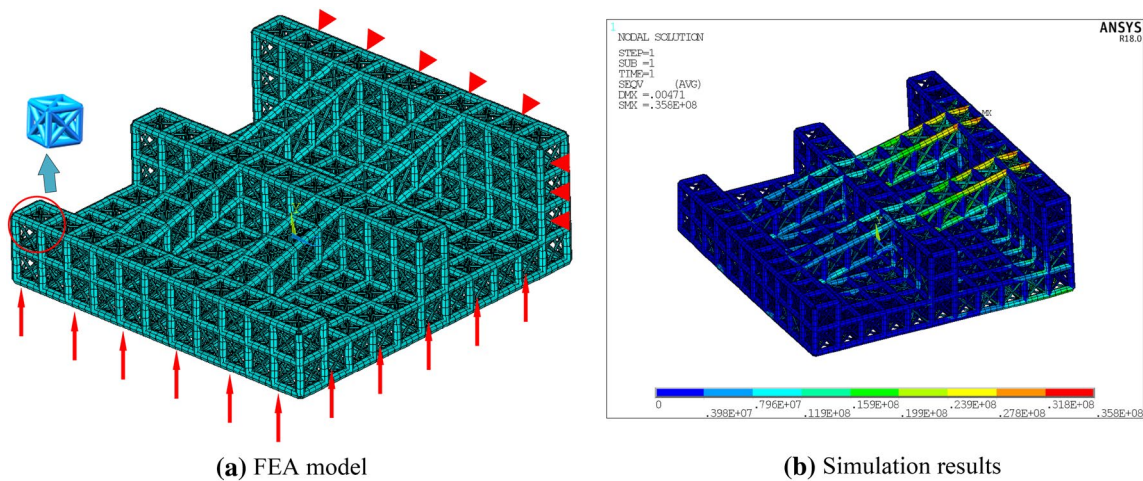 1
NODAL SOLUTION
STEP=1
SUB =1
TIME=1
SEQV (AVG)
DMX =.00471
SMX =.358E+08
ANSYS
R18.0
MX
0
.398E+07
.796E+07
.119E+08
.159E+08
.199E+08
.239E+08
.278E+08
.318E+08
.358E+08
(a) FEA model
(b) Simulation results